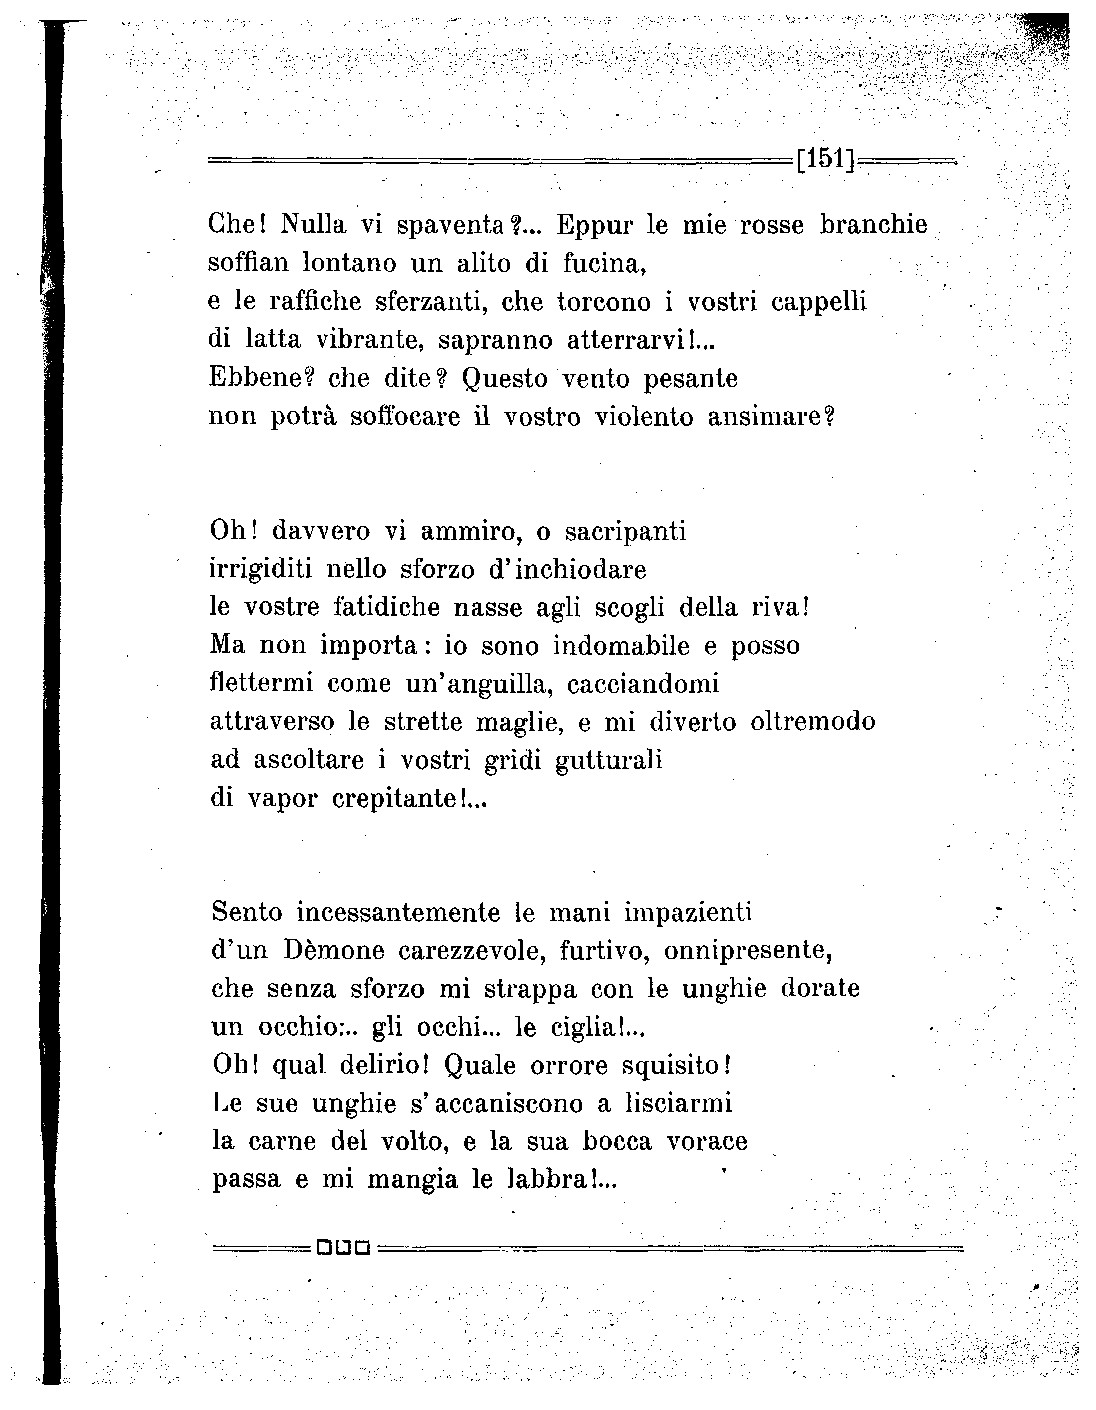 [151]
Che! Nulla vi spaventa?... Eppur le mie rosse branchie
soffian lontano un alito di fucina,
e le raffiche sferzanti, che torcono i vostri cappelli
di latta vibrante, sapranno atterrarvi!...
Ebbene? che dite? Questo vento pesante
non potrà soffocare il vostro violento ansimare?
Oh! davvero vi ammiro, o sacripanti
irrigiditi nello sforzo d'inchiodare
le vostre fatidiche nasse agli scogli della riva!
Ma non importa: io sono indomabile e posso
flettermi come un'anguilla, cacciandomi
attraverso le strette maglie, e mi diverto oltremodo
ad ascoltare i vostri gridi gutturali
di vapor crepitante!...
Sento incessantemente le mani impazienti
d'un Dèmone carezzevole, furtivo, onnipresente,
che senza sforzo mi strappa con le unghie dorate
un occhio:.. gli occhi... le ciglia!...
Oh! qual delirio! Quale orrore squisito!
Le sue unghie s'accaniscono a lisciarmi
la carne del volto, e la sua bocca vorace
passa e mi mangia le labbra!...